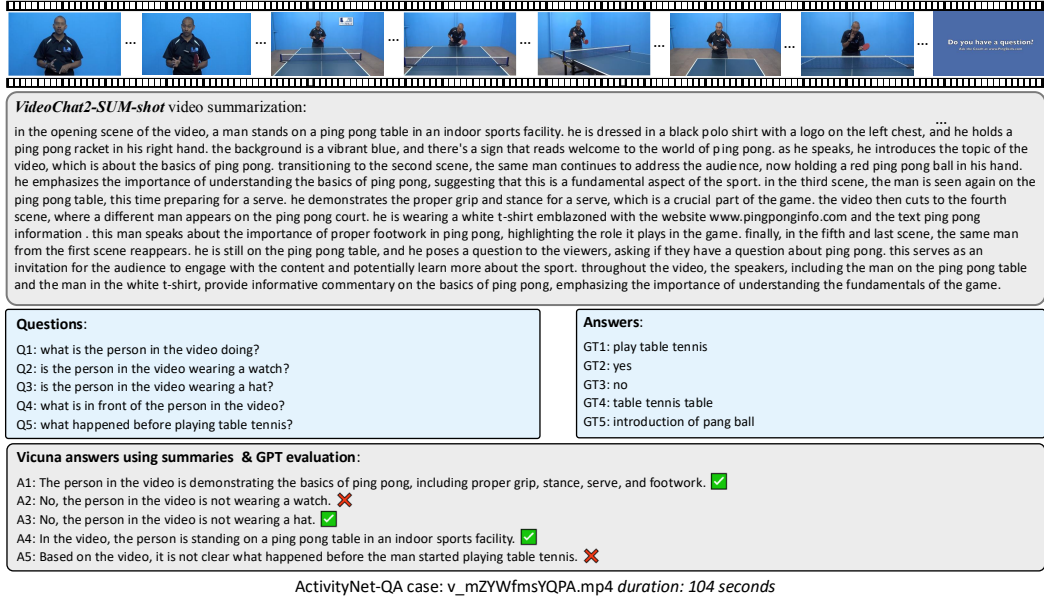 Do you have a question?
...
...
...
...
...
...
...
VideoChat2-SUM-shot video summarization:
...
in the opening scene of the video, a man stands on a ping pong table in an indoor sports facility. he is dressed in a black polo shirt with a logo on the left chest, and he holds a
ping pong racket in his right hand. the background is a vibrant blue, and there's a sign that reads welcome to the world of ping pong. as he speaks, he introduces the topic of the
video, which is about the basics of ping pong. transitioning to the second scene, the same man continues to address the audience, now holding a red ping pong ball in his hand.
he emphasizes the importance of understanding the basics of ping pong, suggesting that this is a fundamental aspect of the sport. in the third scene, the man is seen again on the
ping pong table, this time preparing for a serve. he demonstrates the proper grip and stance for a serve, which is a crucial part of the game. the video then cuts to the fourth
scene, where a different man appears on the ping pong court. he is wearing a white t-shirt emblazoned with the website www.pingponginfo.com and the text ping pong
information . this man speaks about the importance of proper footwork in ping pong, highlighting the role it plays in the game. finally, in the fifth and last scene, the same man
from the first scene reappears. he is still on the ping pong table, and he poses a question to the viewers, asking if they have a question about ping pong. this serves as an
invitation for the audience to engage with the content and potentially learn more about the sport. throughout the video, the speakers, including the man on the ping pong table
and the man in the white t-shirt, provide informative commentary on the basics of ping pong, emphasizing the importance of understanding the fundamentals of the game.
Questions:
Q1: what is the person in the video doing?
Q2: is the person in the video wearing a watch?
Q3: is the person in the video wearing a hat?
Q4: what is in front of the person in the video?
Q5: what happened before playing table tennis?
Answers:
GT1: play table tennis
GT2: yes
GT3: no
GT4: table tennis table
GT5: introduction of pang ball
Vicuna answers using summaries & GPT evaluation:
A1: The person in the video is demonstrating the basics of ping pong, including proper grip, stance, serve, and footwork.
A2: No, the person in the video is not wearing a watch.
A3: No, the person in the video is not wearing a hat.
A4: In the video, the person is standing on a ping pong table in an indoor sports facility.
A5: Based on the video, it is not clear what happened before the man started playing table tennis.
ActivityNet-QA case: v_mZYWfmsYQPA.mp4 duration: 104 seconds